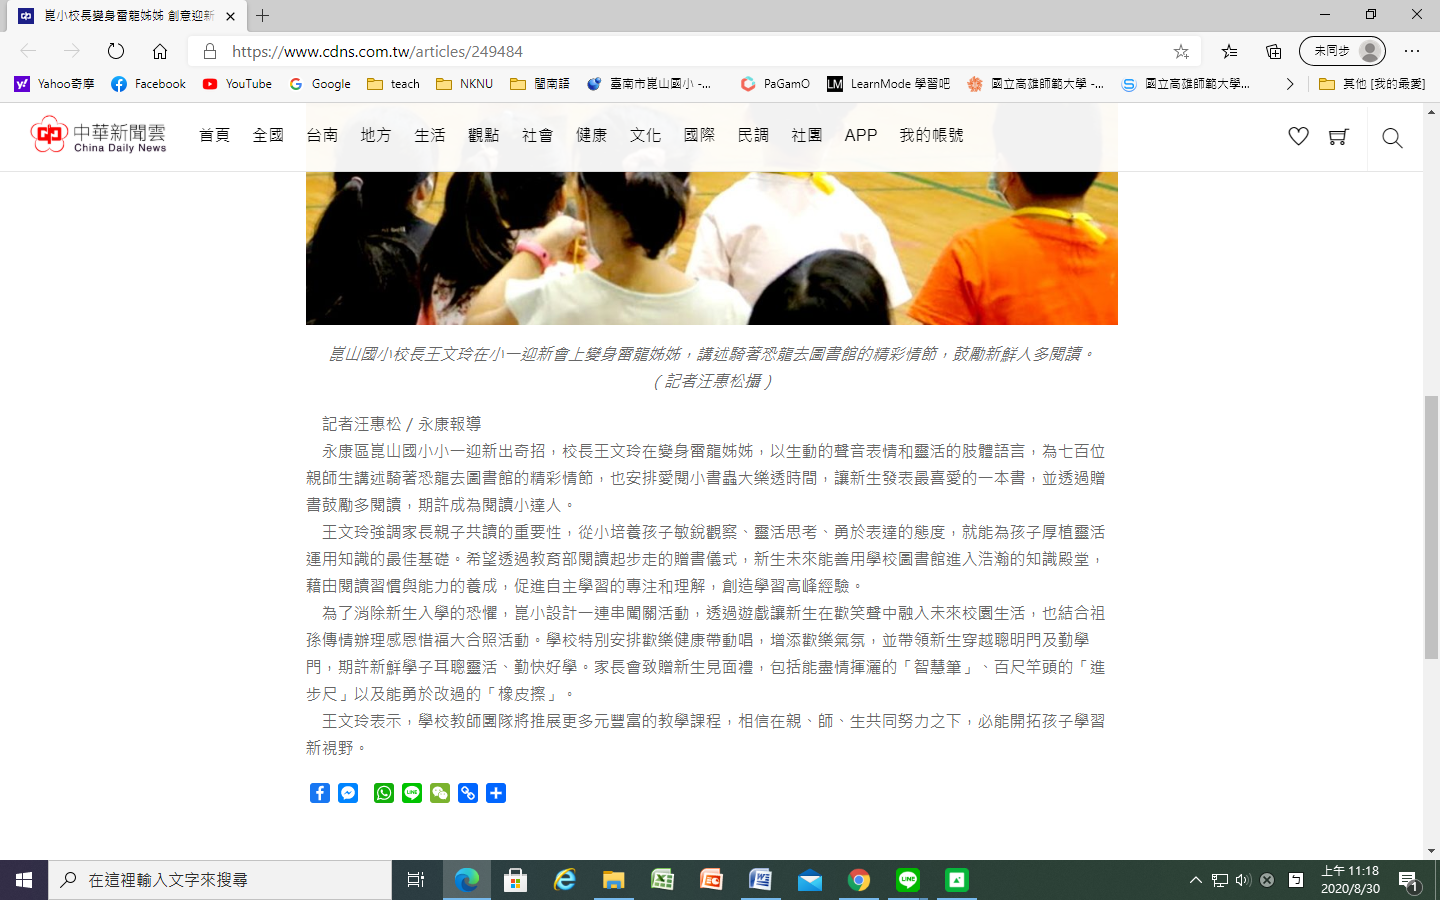 崑小校長變身雷龍姊姊 創意迎新
https://www.cdns.com.tw/articles/249484
未同步
Yahoo奇摩 Facebook YouTube Google teach NKNU 閩南語 臺南市崑山國小 -... PaGamO LearnMode 學習吧 國立高雄師範大學 -... 國立高雄師範大學... 其他 [我的最愛]
中華新聞雲
China Daily News
首頁 全國 台南 地方 生活 觀點 社會 健康 文化 國際 民調 社團 APP 我的帳號
崑山國小校長王文玲在小一迎新會上變身雷龍姊姊，講述騎著恐龍去圖書館的精彩情節，鼓勵新鮮人多閱讀。
（記者汪惠松攝）
記者汪惠松／永康報導
永康區崑山國小小一迎新出奇招，校長王文玲在變身雷龍姊姊，以生動的聲音表情和靈活的肢體語言，為七百位
親師生講述騎著恐龍去圖書館的精彩情節，也安排愛閱小書蟲大樂透時間，讓新生發表最喜愛的一本書，並透過贈
書鼓勵多閱讀，期許成為閱讀小達人。
王文玲強調家長親子共讀的重要性，從小培養孩子敏銳觀察、靈活思考、勇於表達的態度，就能為孩子厚植靈活
運用知識的最佳基礎。希望透過教育部閱讀起步走的贈書儀式，新生未來能善用學校圖書館進入浩瀚的知識殿堂，
藉由閱讀習慣與能力的養成，促進自主學習的專注和理解，創造學習高峰經驗。
為了消除新生入學的恐懼，崑小設計一連串闖關活動，透過遊戲讓新生在歡笑聲中融入未來校園生活，也結合祖
孫傳情辦理感恩惜福大合照活動。學校特別安排歡樂健康帶動唱，增添歡樂氣氛，並帶領新生穿越聰明門及勤學
門，期許新鮮學子耳聰靈活、勤快好學。家長會致贈新生見面禮，包括能盡情揮灑的「智慧筆」、百尺竿頭的「進
步尺」以及能勇於改過的「橡皮擦」。
王文玲表示，學校教師團隊將推展更多元豐富的教學課程，相信在親、師、生共同努力之下，必能開拓孩子學習
新視野。
在這裡輸入文字來搜尋
上午 11:18
2020/8/30
1